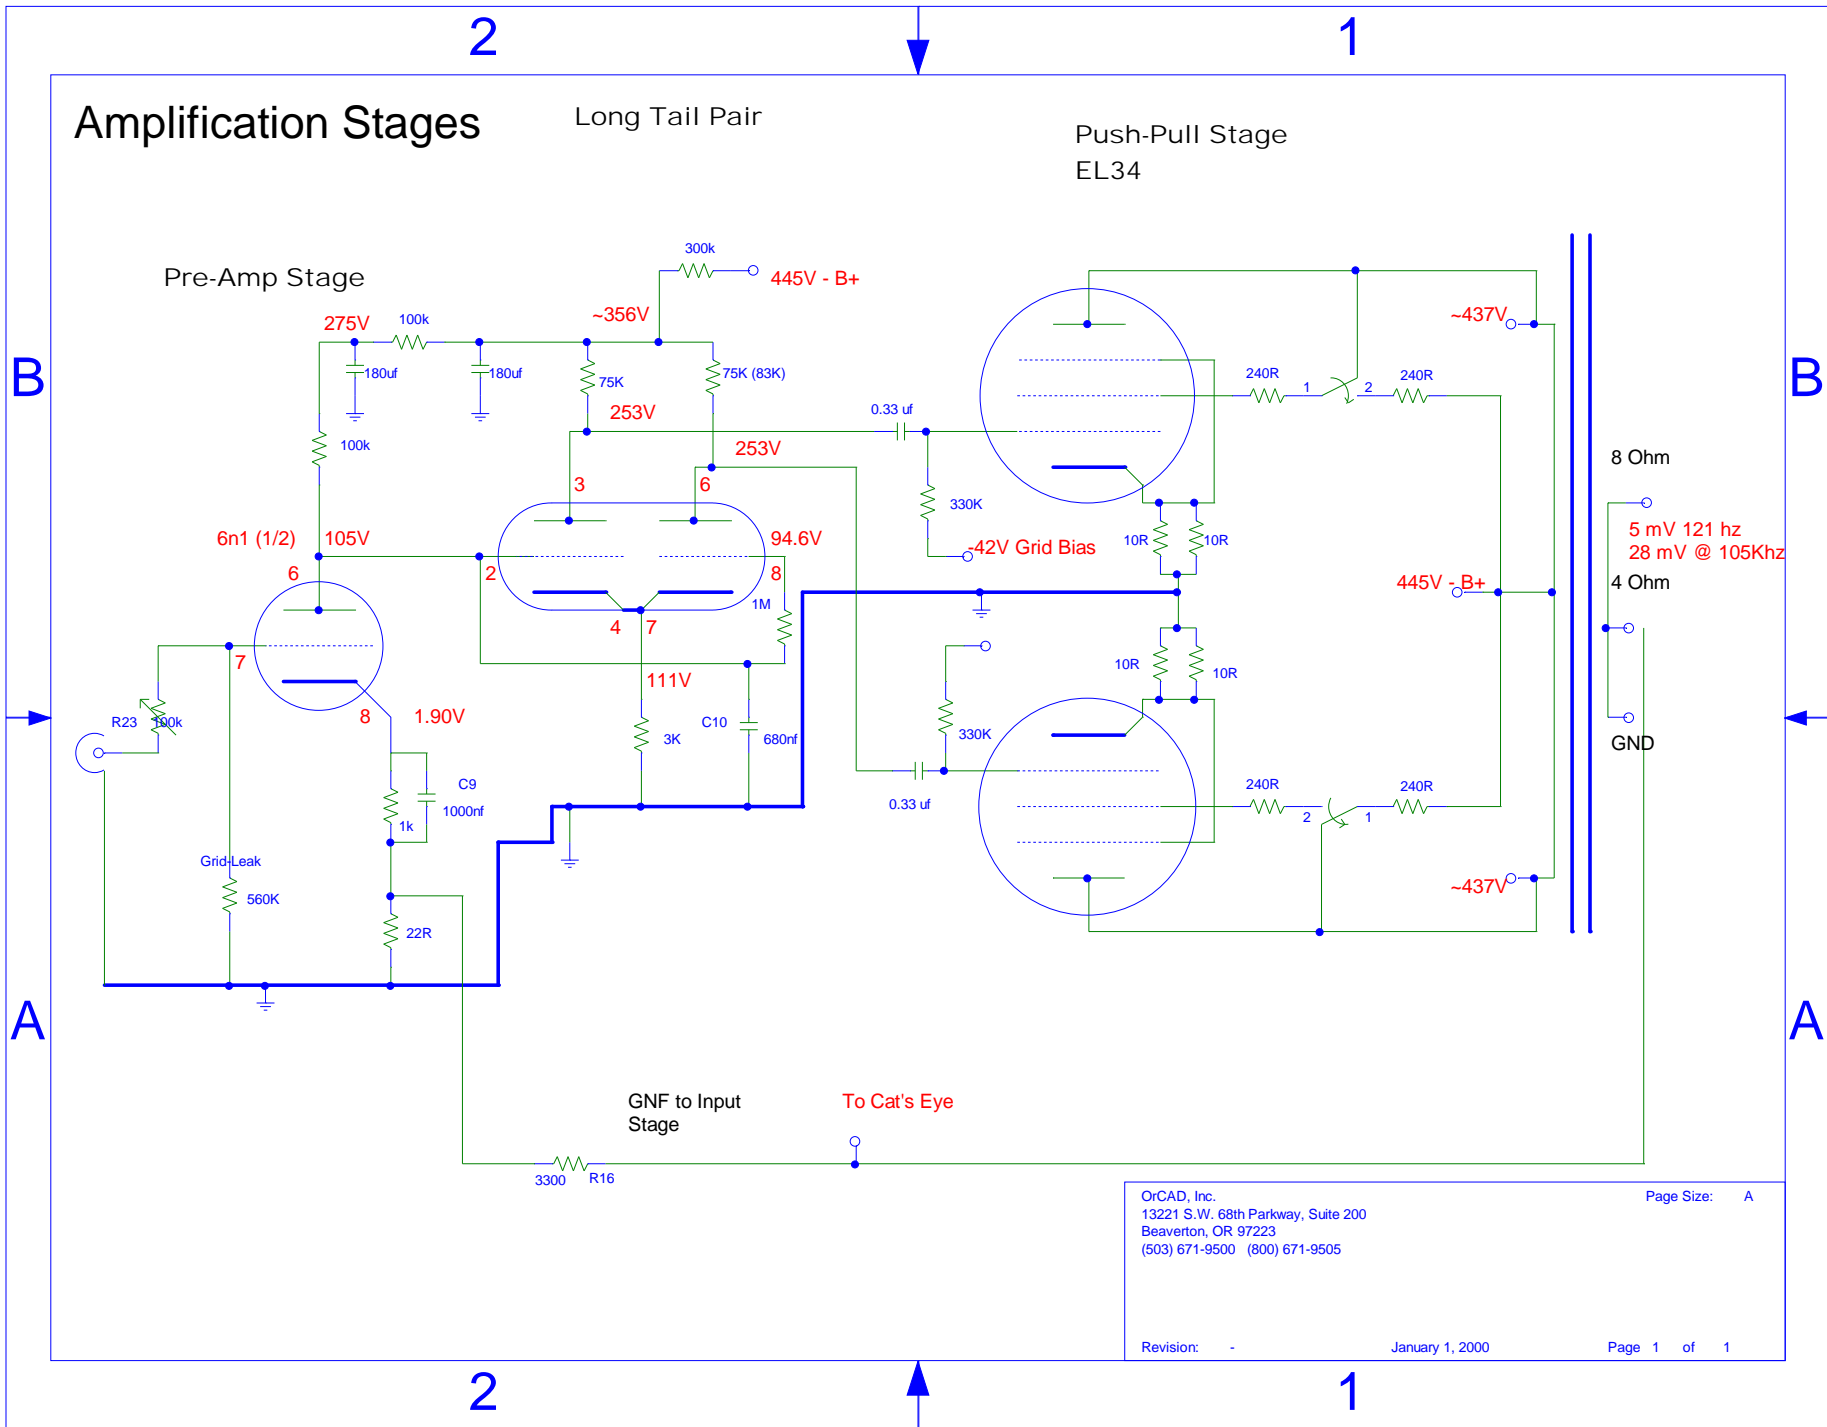 2
1
Amplification Stages
Long Tail Pair
Push-Pull Stage
EL34
Pre-Amp Stage
300k
445V - B+
275V
100k
~356V
~437V
B
B
180uf
180uf
75K
75K (83K)
240R
1
2
240R
0.33 uf
253V
253V
100k
8 Ohm
3
6
330K
5 mV 121 hz
28 mV @ 105Khz
6n1 (1/2)
105V
94.6V
-42V Grid Bias
10R
10R
6
2
8
445V - B+
4 Ohm
1M
4
7
7
10R
10R
111V
8
1.90V
R23
100k
3K
C10
680nf
330K
GND
C9
1000nf
1k
0.33 uf
240R
2
1
240R
Grid-Leak
560K
~437V
22R
A
A
GNF to Input
Stage
To Cat's Eye
3300
R16
OrCAD, Inc.
Page Size: A
13221 S.W. 68th Parkway, Suite 200
Beaverton, OR 97223
(503) 671-9500 (800) 671-9505
Revision: -
January 1, 2000
Page 1 of 1
2
1